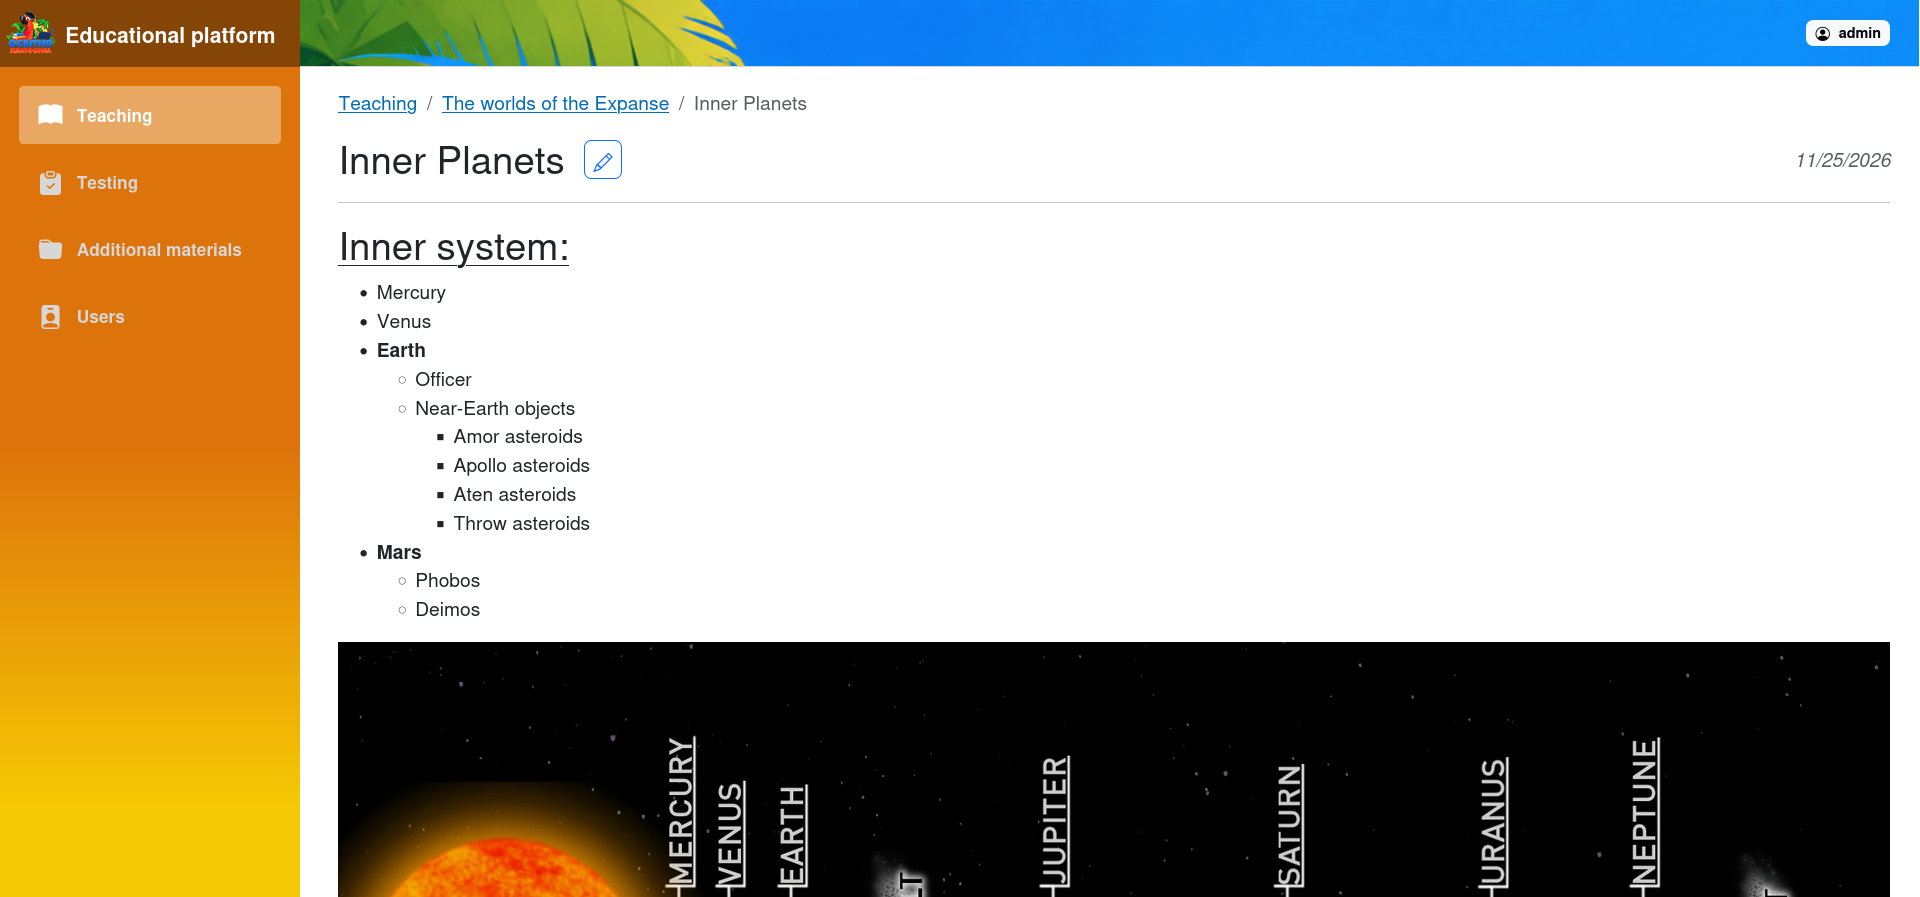 ОСВІТНЯ
ПЛАТФОРМА
Educational platform
admin
Teaching
Testing
Additional materials
Users
Teaching / The worlds of the Expanse / Inner Planets
Inner Planets
11/25/2026
Inner system:
Mercury
Venus
Earth
Officer
Near-Earth objects
Amor asteroids
Apollo asteroids
Aten asteroids
Throw asteroids
Mars
Phobos
Deimos
MERCURY
VENUS
EARTH
JUPITER
SATURN
URANUS
NEPTUNE